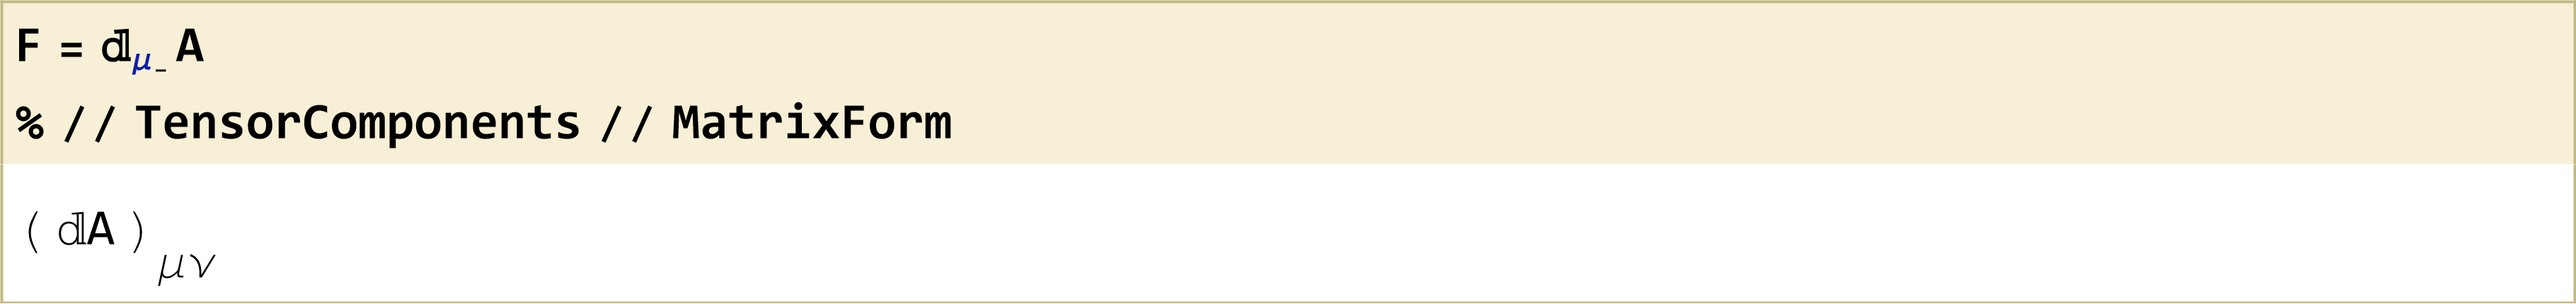 F = 𝕕μ_ A
% // TensorComponents // MatrixForm
( 𝕕A )μν